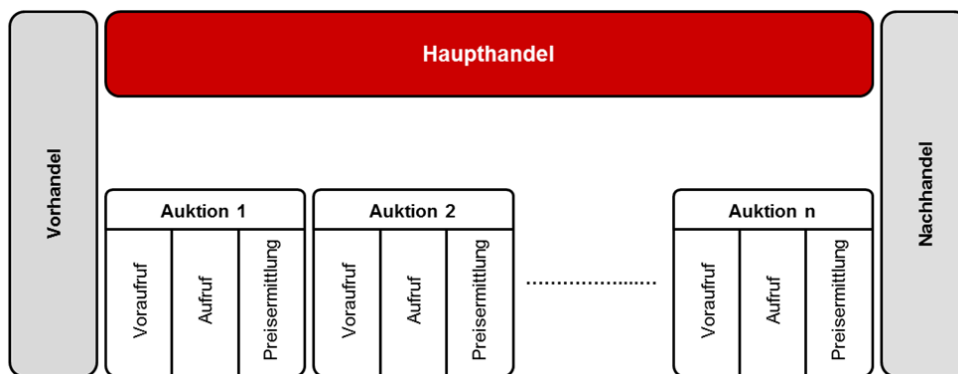 Haupthandel
Vorhandel
Auktion 1
Voraufruf
Aufruf
Preisermittlung
Auktion 2
Voraufruf
Aufruf
Preisermittlung
Auktion n
Voraufruf
Aufruf
Preisermittlung
Nachhandel